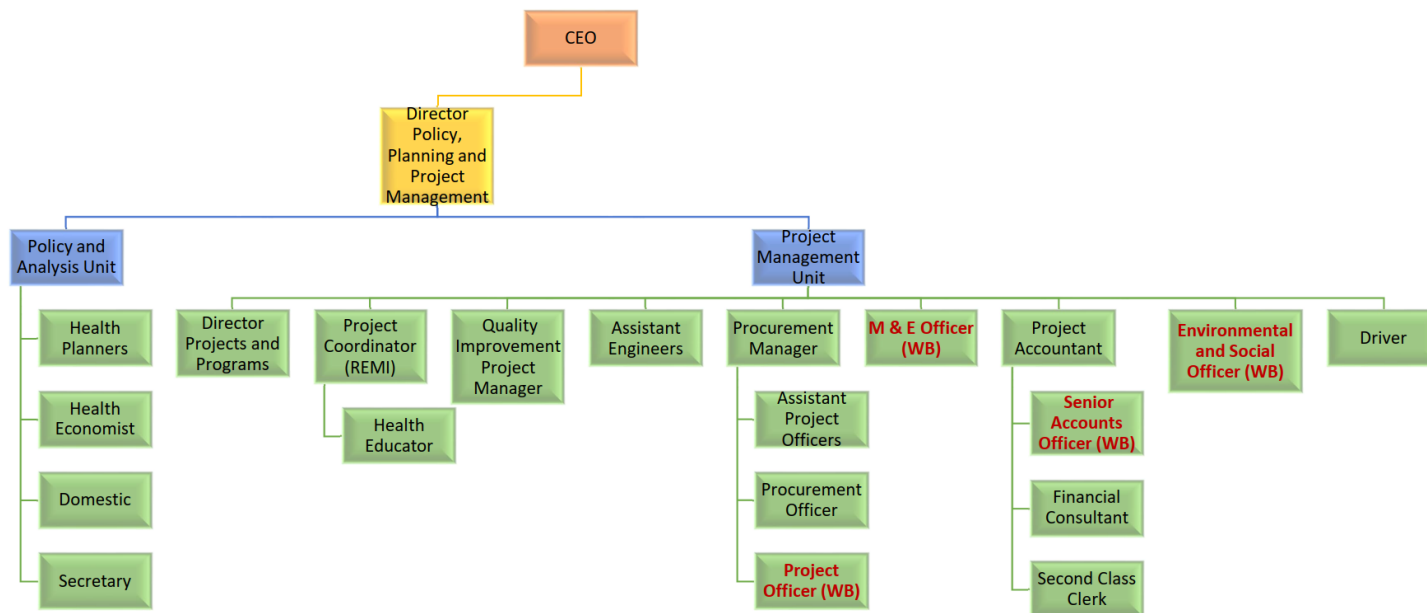 CEO
Director
Policy,
Planning and
Project
Management
Policy and
Analysis Unit
Project
Management
Unit
Health
Planners
Director
Projects and
Programs
Project
Coordinator
(REMI)
Quality
Improvement
Project
Manager
Assistant
Engineers
Procurement
Manager
M & E Officer
(WB)
Project
Accountant
Environmental
and Social
Officer (WB)
Driver
Health
Economist
Health
Educator
Assistant
Project
Officers
Senior
Accounts
Officer (WB)
Domestic
Procurement
Officer
Financial
Consultant
Secretary
Project
Officer (WB)
Second Class
Clerk